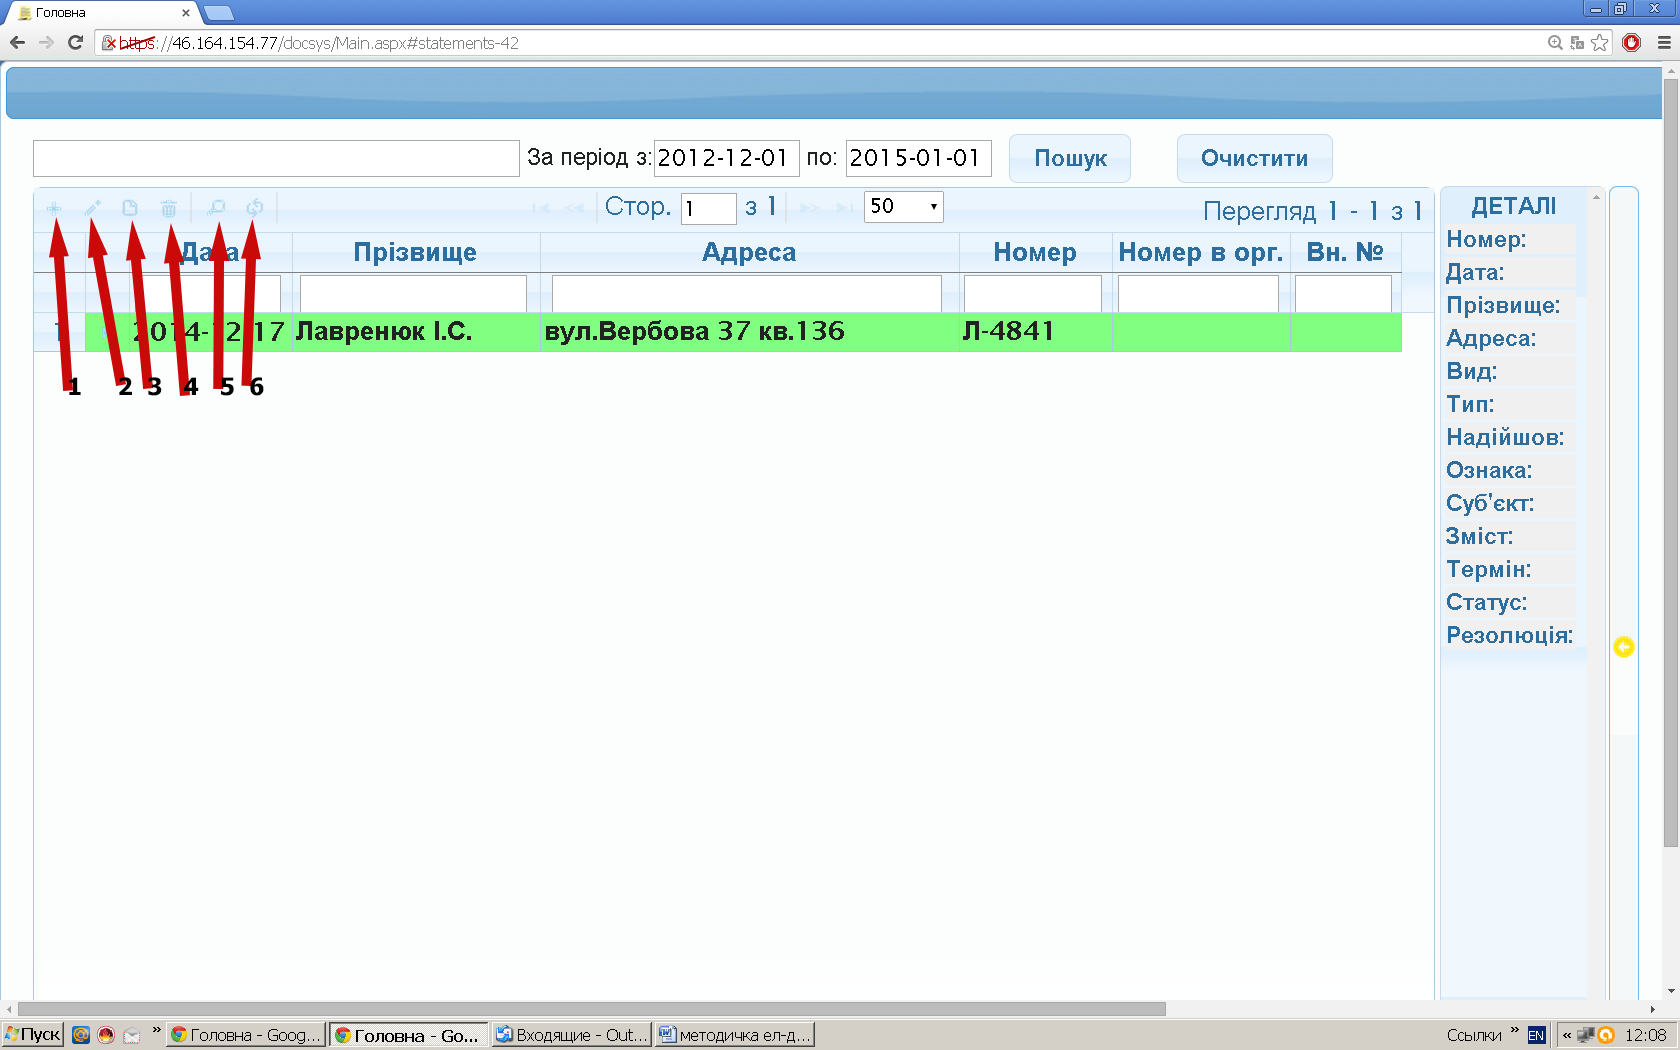 Головна
https://46.164.154.77/docsys/Main.aspx#statements-42
За період з: 2012-12-01 по: 2015-01-01 Пошук Очистити
Стор. 1 з 1 50 Перегляд 1 - 1 з 1
Дата Прізвище Адреса Номер Номер в орг. Вн. №
1 2014-12-17 Лавренюк І.С. вул.Вербова 37 кв.136 Л-4841
1 2 3 4 5 6
ДЕТАЛІ
Номер:
Дата:
Прізвище:
Адреса:
Вид:
Тип:
Надійшов:
Ознака:
Суб'єкт:
Зміст:
Термін:
Статус:
Резолюція:
Пуск » Головна - Goog... Головна - Go... Входящие - Out... методичка ел-д... Ссылки » EN « 12:08